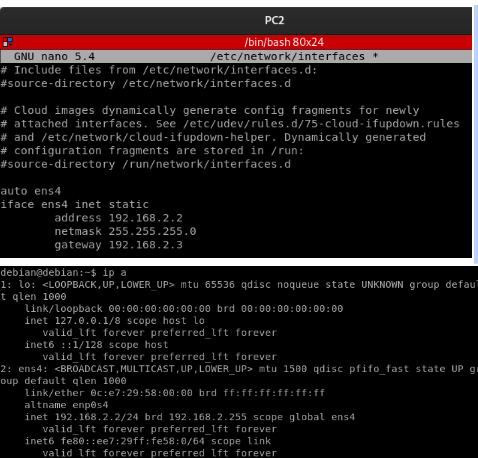 PC2
/bin/bash 80x24
GNU nano 5.4 /etc/network/interfaces *
# Include files from /etc/network/interfaces.d:
#source-directory /etc/network/interfaces.d
# Cloud images dynamically generate config fragments for newly
# attached interfaces. See /etc/udev/rules.d/75-cloud-ifupdown.rules
# and /etc/network/cloud-ifupdown-helper. Dynamically generated
# configuration fragments are stored in /run:
#source-directory /run/network/interfaces.d
auto ens4
iface ens4 inet static
address 192.168.2.2
netmask 255.255.255.0
gateway 192.168.2.3
debian@debian:~$ ip a
1: lo: <LOOPBACK,UP,LOWER_UP> mtu 65536 qdisc noqueue state UNKNOWN group defaul
t qlen 1000
link/loopback 00:00:00:00:00:00 brd 00:00:00:00:00:00
inet 127.0.0.1/8 scope host lo
valid_lft forever preferred_lft forever
inet6 ::1/128 scope host
valid_lft forever preferred_lft forever
2: ens4: <BROADCAST,MULTICAST,UP,LOWER_UP> mtu 1500 qdisc pfifo_fast state UP gr
oup default qlen 1000
link/ether 0c:e7:29:58:00:00 brd ff:ff:ff:ff:ff:ff
altname enp0s4
inet 192.168.2.2/24 brd 192.168.2.255 scope global ens4
valid_lft forever preferred_lft forever
inet6 fe80::ee7:29ff:fe58:0/64 scope link
valid_lft forever preferred_lft forever